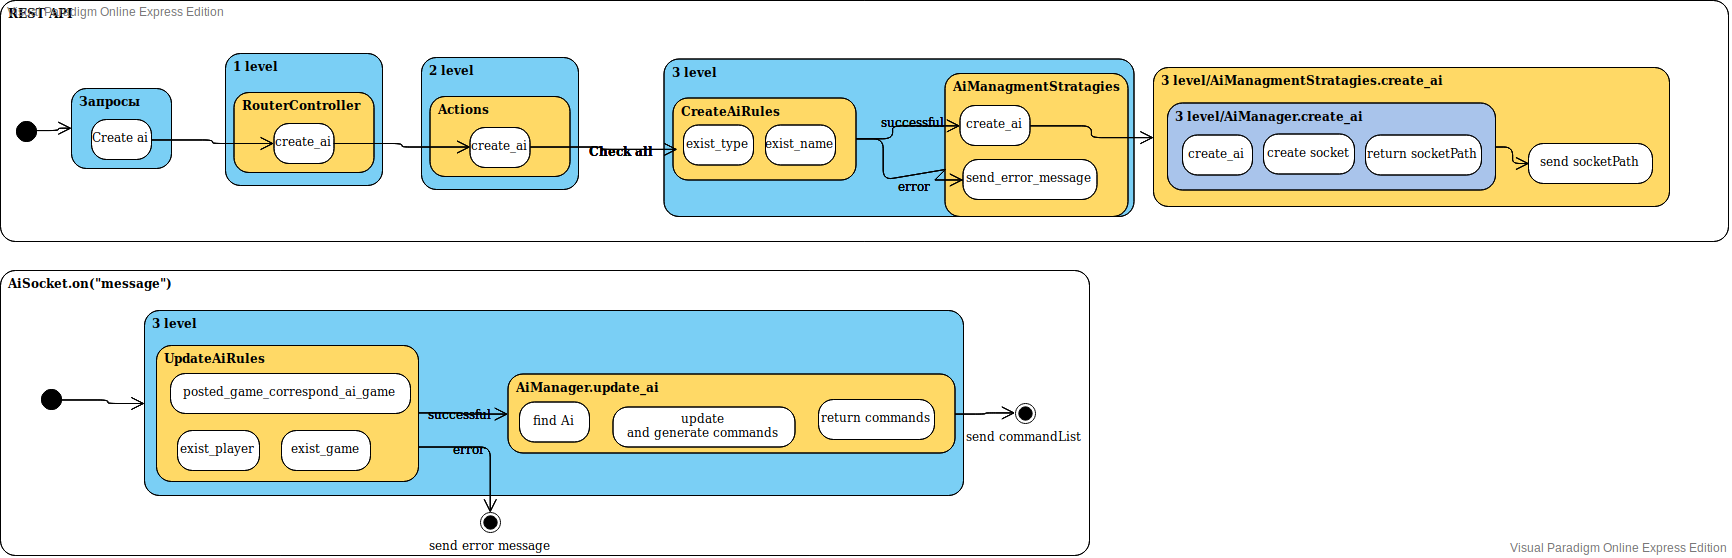 Visual Paradigm Online Express Edition
REST API
Запросы
Create ai
1 level
RouterController
create_ai
2 level
Actions
create_ai
Check all
3 level
CreateAiRules
exist_type
exist_name
successful
error
AiManagmentStratagies
create_ai
send_error_message
3 level/AiManagmentStratagies.create_ai
3 level/AiManager.create_ai
create_ai
create socket
return socketPath
send socketPath
AiSocket.on("message")
3 level
UpdateAiRules
posted_game_correspond_ai_game
exist_player
exist_game
successful
error
AiManager.update_ai
find Ai
update
and generate commands
return commands
send commandList
send error message
Visual Paradigm Online Express Edition